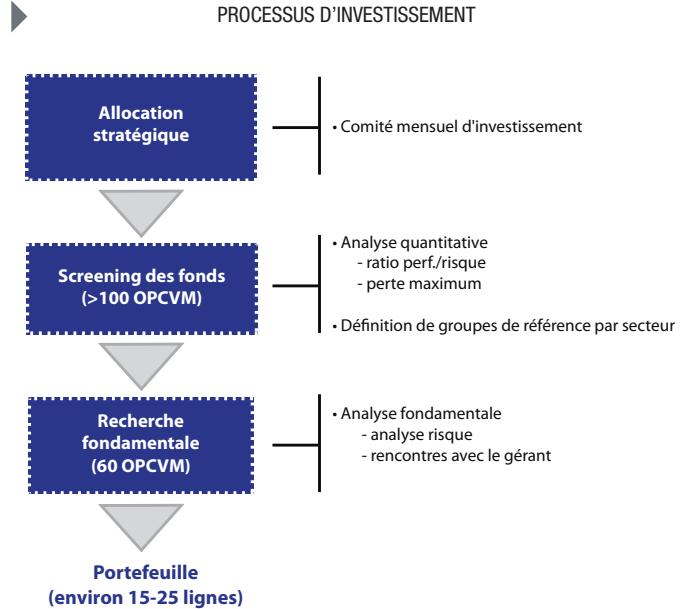 PROCESSUS D'INVESTISSEMENT
Allocation
stratégique
• Comité mensuel d'investissement
Screening des fonds
(>100 OPCVM)
• Analyse quantitative
- ratio perf./risque
- perte maximum
• Définition de groupes de référence par secteur
Recherche
fondamentale
(60 OPCVM)
• Analyse fondamentale
- analyse risque
- rencontres avec le gérant
Portefeuille
(environ 15-25 lignes)